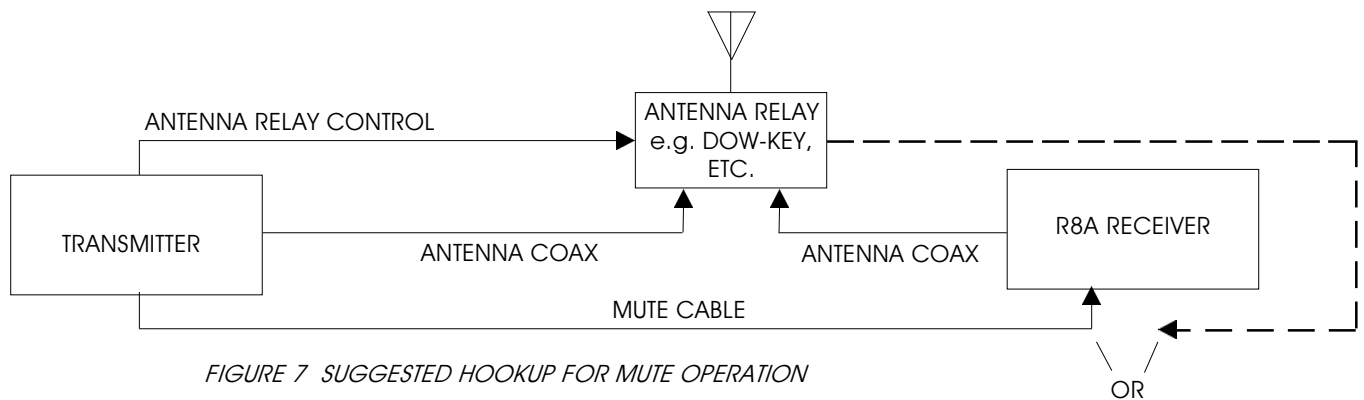 ANTENNA RELAY
e.g. DOW-KEY,
ETC.
ANTENNA RELAY CONTROL
TRANSMITTER
R8A RECEIVER
ANTENNA COAX
ANTENNA COAX
MUTE CABLE
FIGURE 7 SUGGESTED HOOKUP FOR MUTE OPERATION
OR